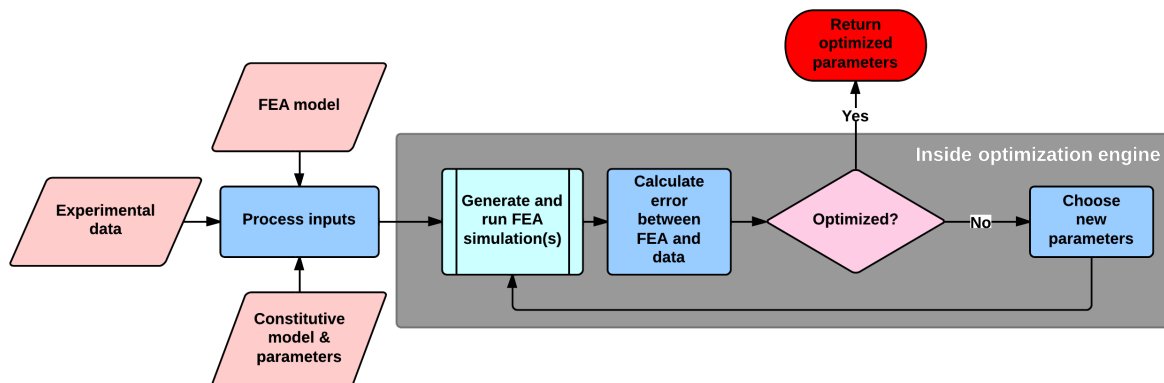 Return
optimized
parameters
FEA model
Yes
Inside optimization engine
Experimental
data
Process inputs
Generate and
run FEA
simulation(s)
Calculate
error
between
FEA and
data
Optimized?
No
Choose
new
parameters
Constitutive
model &
parameters